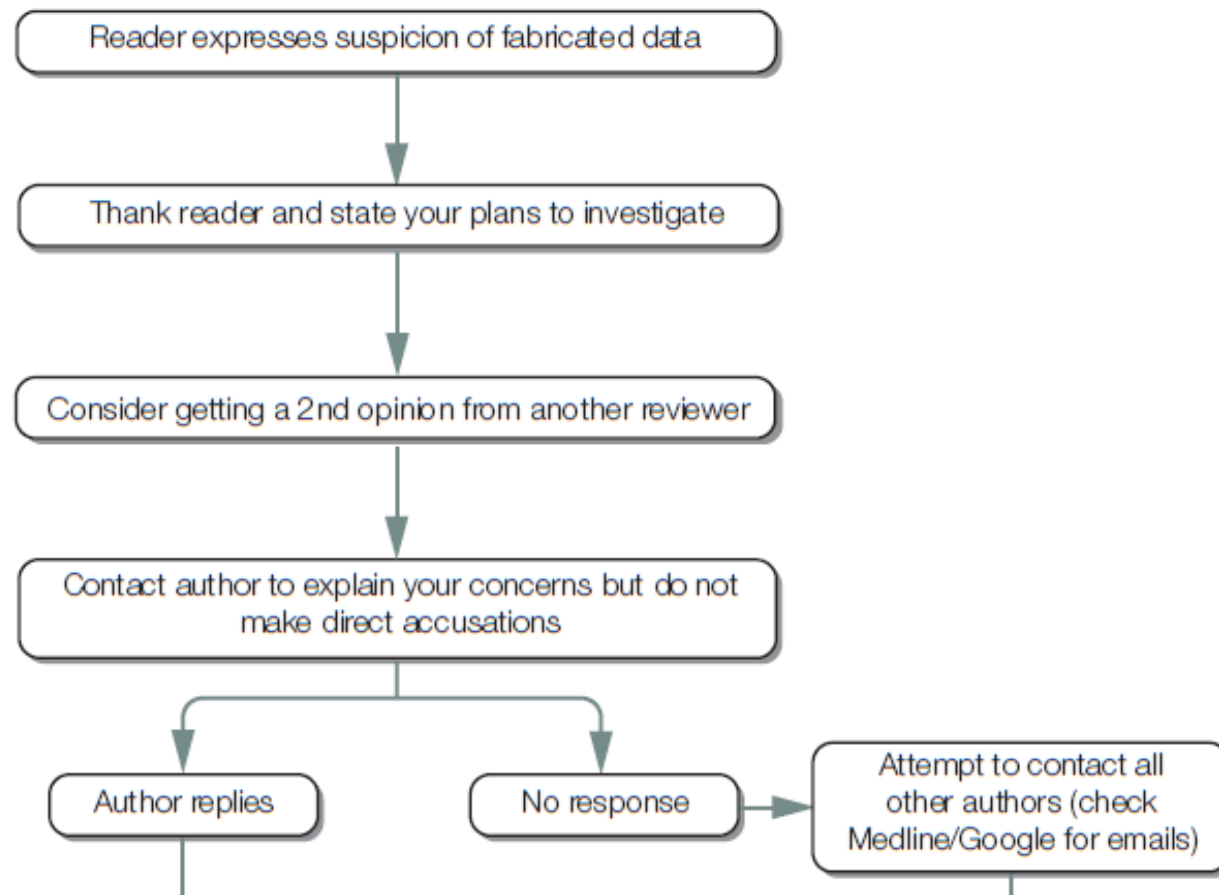 Reader expresses suspicion of fabricated data
Thank reader and state your plans to investigate
Consider getting a 2nd opinion from another reviewer
Contact author to explain your concerns but do not
make direct accusations
Author replies
No response
Attempt to contact all
other authors (check
Medline/Google for emails)